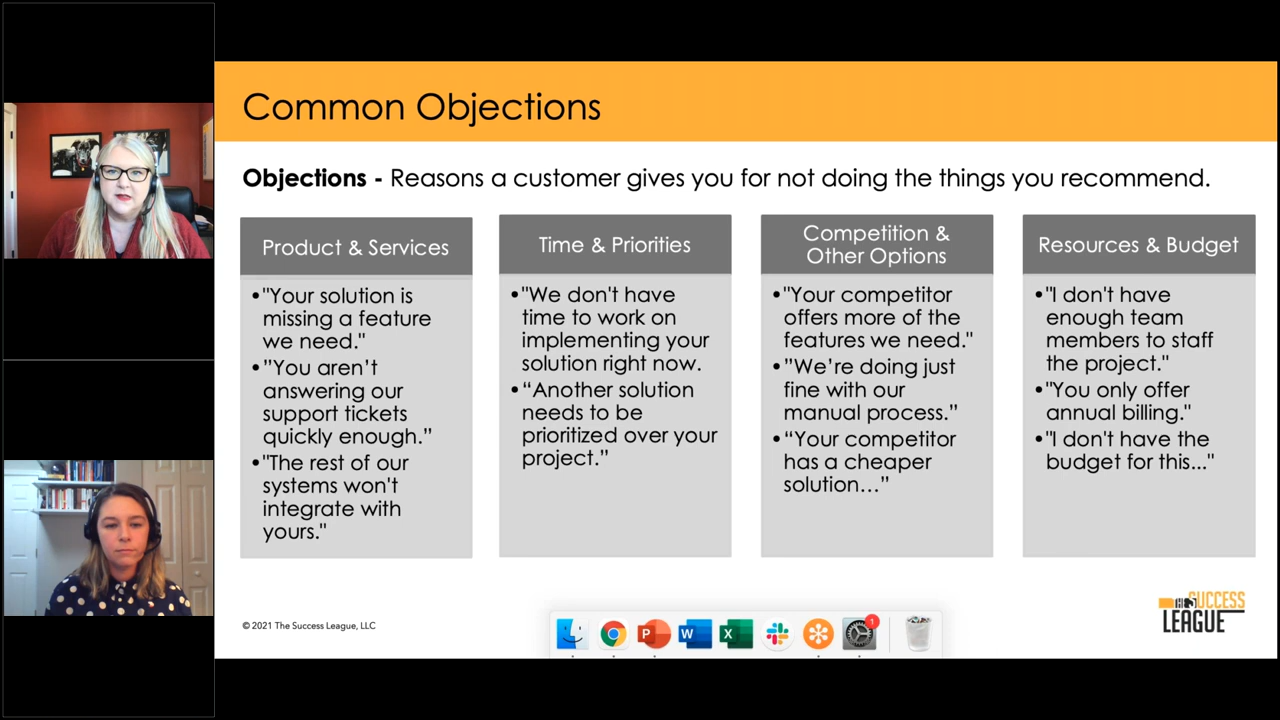 Common Objections
Objections - Reasons a customer gives you for not doing the things you recommend.
Product & Services
•"Your solution is
missing a feature
we need."
•"You aren’t
answering our
support tickets
quickly enough.”
•"The rest of our
systems won't
integrate with
yours."
Time & Priorities
•"We don't have
time to work on
implementing your
solution right now.
•“Another solution
needs to be
prioritized over your
project.”
Competition &
Other Options
•"Your competitor
offers more of the
features we need."
•”We’re doing just
fine with our
manual process.”
•“Your competitor
has a cheaper
solution…”
Resources & Budget
•"I don't have
enough team
members to staff
the project."
•"You only offer
annual billing."
•"I don't have the
budget for this..."
© 2021 The Success League, LLC
THE SUCCESS
LEAGUE
P
W
X
1